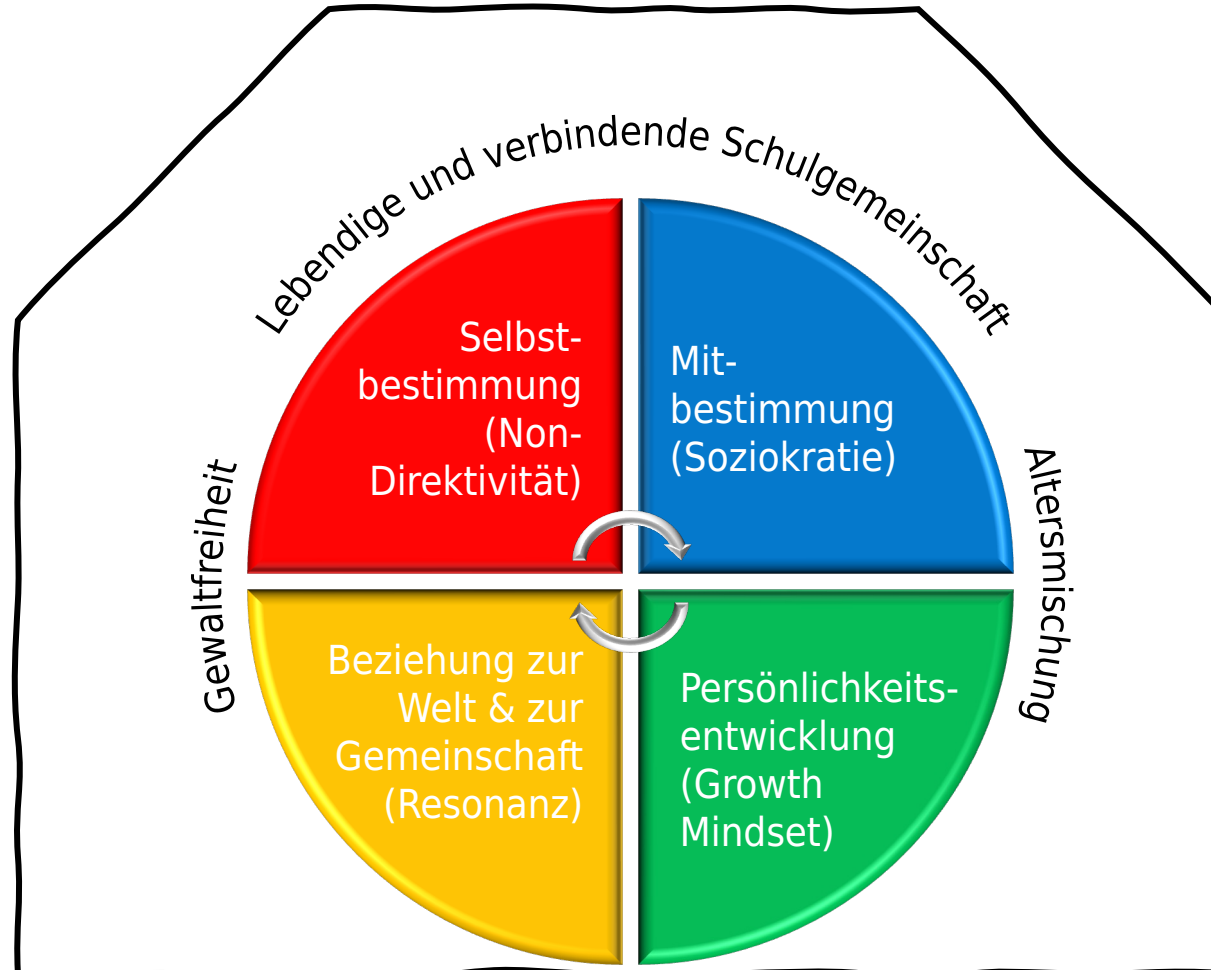 Lebendige und verbindende Schulgemeinschaft
Selbst-
bestimmung
(Non-
Direktivität)
Mit-
bestimmung
(Soziokratie)
Gewaltfreiheit
Altersmischung
Beziehung zur
Welt & zur
Gemeinschaft
(Resonanz)
Persönlichkeits-
entwicklung
(Growth
Mindset)